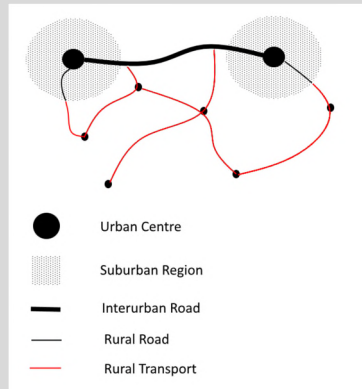 Urban Centre
Suburban Region
Interurban Road
Rural Road
Rural Transport